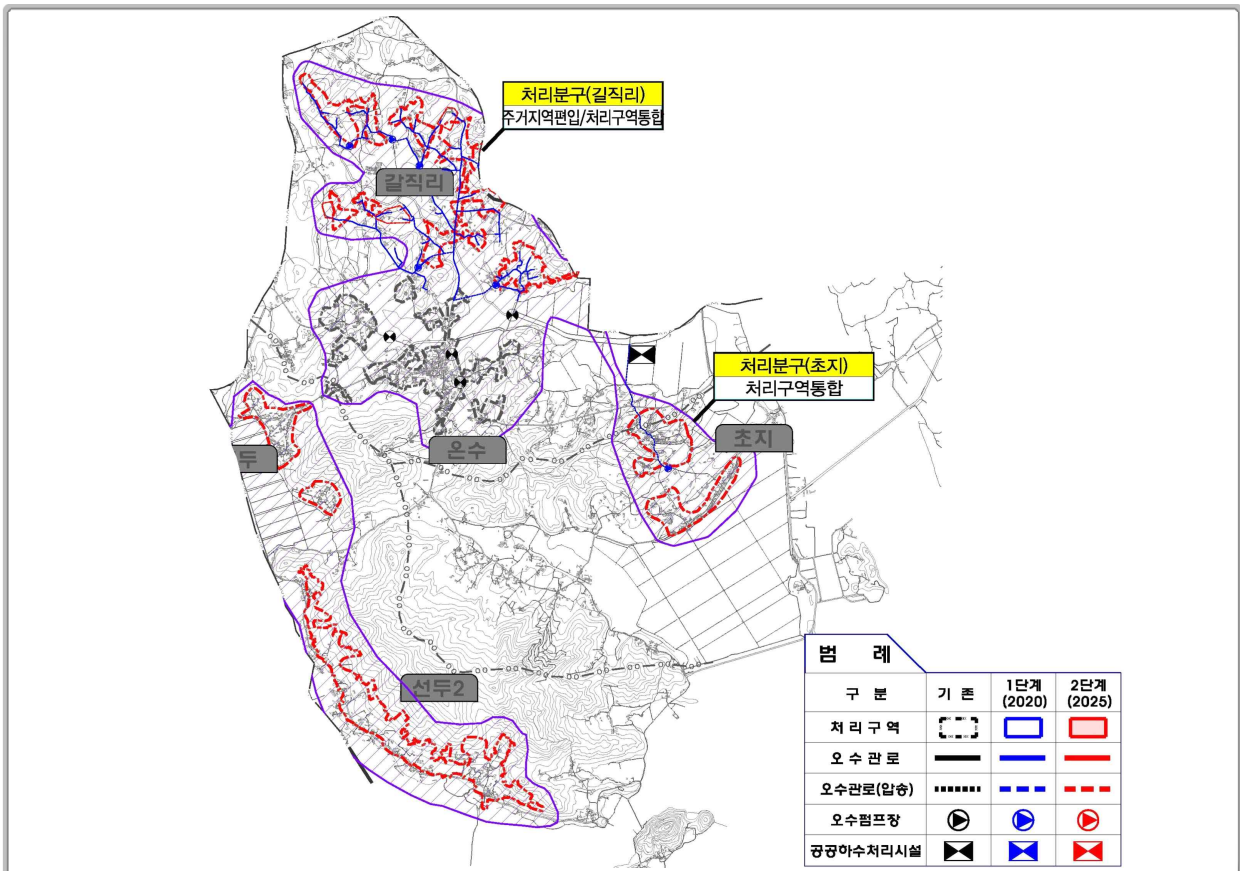 처리분구(길직리)
주거지역편입/처리구역통합
갈직리
처리분구(초지)
처리구역통합
초지
온수
두
선두2
범 례
구 분 기 존 1단계 (2020) 2단계 (2025)
처 리 구 역
오 수 관 로
오수관로(압송)
오수펌프장
공공하수처리시설